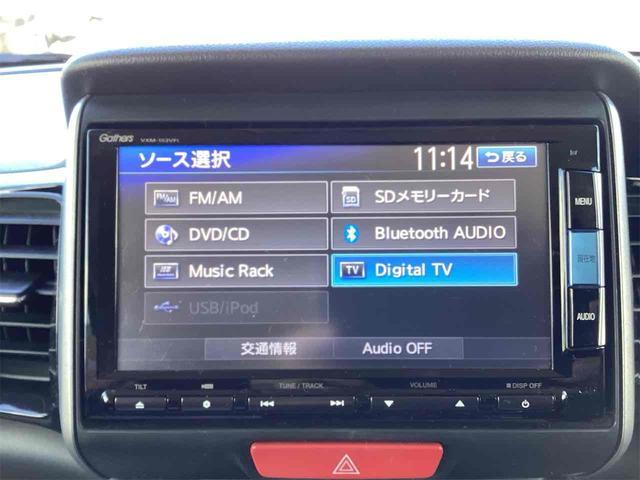 Gathers
VXM-153VFi
ソース選択
11:14
戻る
FM/AM
SDメモリーカード
DVD/CD
Bluetooth AUDIO
Music Rack
TV
Digital TV
USB/iPod
交通情報
Audio OFF
MENU
現在地
AUDIO
TILT
TUNE / TRACK
VOLUME
DISP OFF